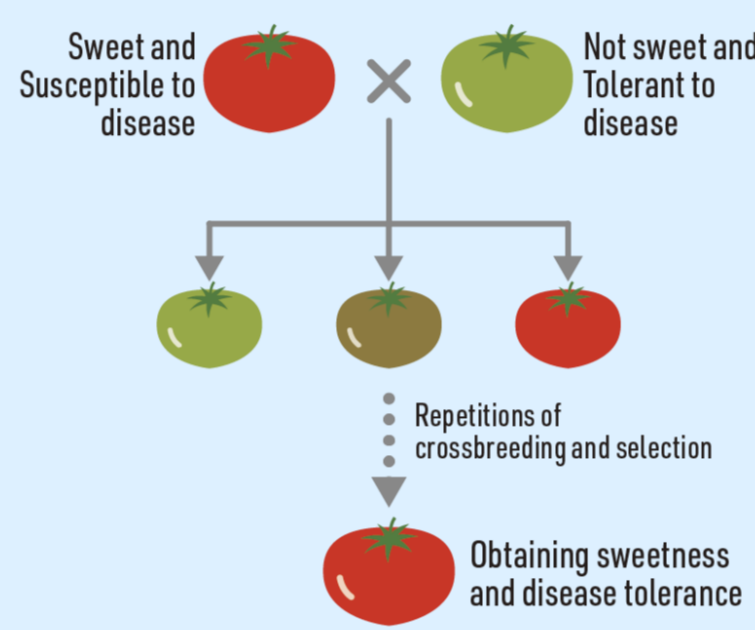 Sweet and
Susceptible to
disease
Not sweet and
Tolerant to
disease
Repetitions of
crossbreeding and selection
Obtaining sweetness
and disease tolerance